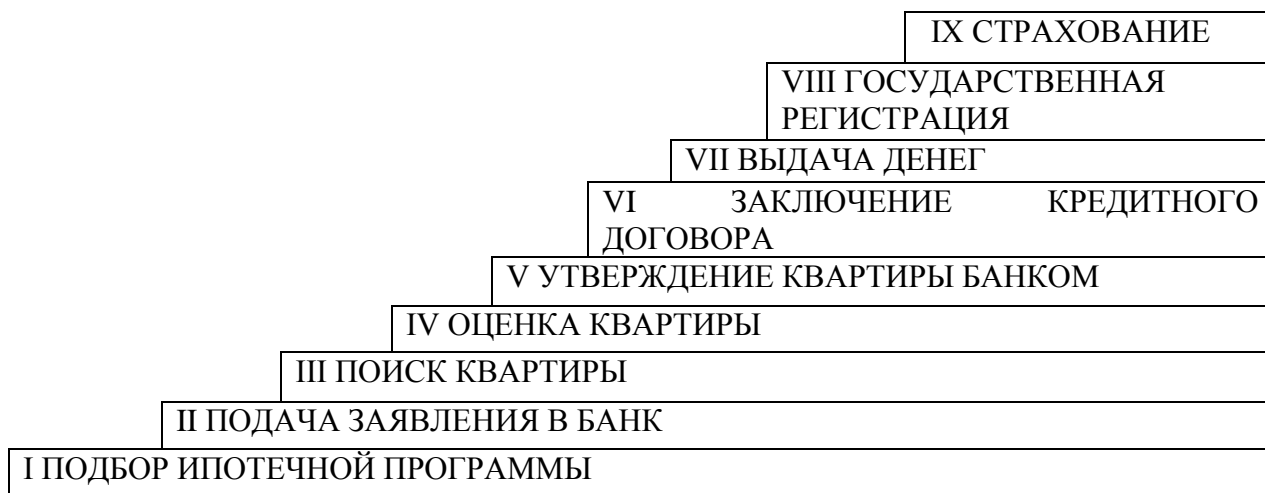 IX СТРАХОВАНИЕ
VIII ГОСУДАРСТВЕННАЯ
РЕГИСТРАЦИЯ
VII ВЫДАЧА ДЕНЕГ
VI ЗАКЛЮЧЕНИЕ КРЕДИТНОГО
ДОГОВОРА
V УТВЕРЖДЕНИЕ КВАРТИРЫ БАНКОМ
IV ОЦЕНКА КВАРТИРЫ
III ПОИСК КВАРТИРЫ
II ПОДАЧА ЗАЯВЛЕНИЯ В БАНК
I ПОДБОР ИПОТЕЧНОЙ ПРОГРАММЫ